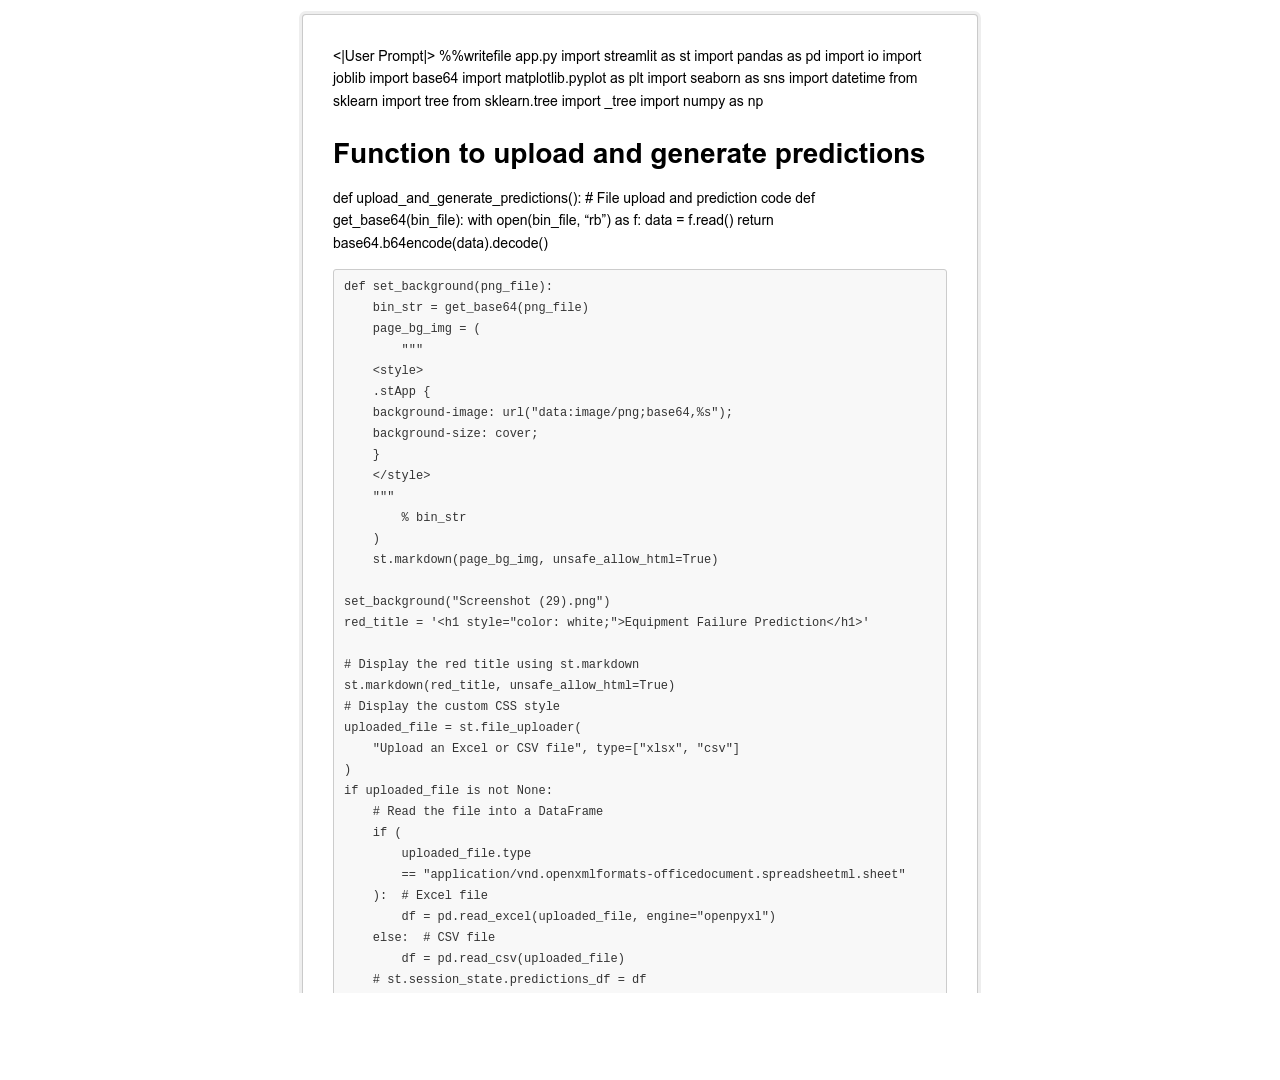 <|User Prompt|> %%writefile app.py import streamlit as st import pandas as pd import io import
joblib import base64 import matplotlib.pyplot as plt import seaborn as sns import datetime from
sklearn import tree from sklearn.tree import _tree import numpy as np
Function to upload and generate predictions
def upload_and_generate_predictions(): # File upload and prediction code def
get_base64(bin_file): with open(bin_file, “rb”) as f: data = f.read() return
base64.b64encode(data).decode()
def set_background(png_file):
    bin_str = get_base64(png_file)
    page_bg_img = (
        """
    <style>
    .stApp {
    background-image: url("data:image/png;base64,%s");
    background-size: cover;
    }
    </style>
    """
        % bin_str
    )
    st.markdown(page_bg_img, unsafe_allow_html=True)

set_background("Screenshot (29).png")
red_title = '<h1 style="color: white;">Equipment Failure Prediction</h1>'

# Display the red title using st.markdown
st.markdown(red_title, unsafe_allow_html=True)
# Display the custom CSS style
uploaded_file = st.file_uploader(
    "Upload an Excel or CSV file", type=["xlsx", "csv"]
)
if uploaded_file is not None:
    # Read the file into a DataFrame
    if (
        uploaded_file.type
        == "application/vnd.openxmlformats-officedocument.spreadsheetml.sheet"
    ):  # Excel file
        df = pd.read_excel(uploaded_file, engine="openpyxl")
    else:  # CSV file
        df = pd.read_csv(uploaded_file)
    # st.session_state.predictions_df = df